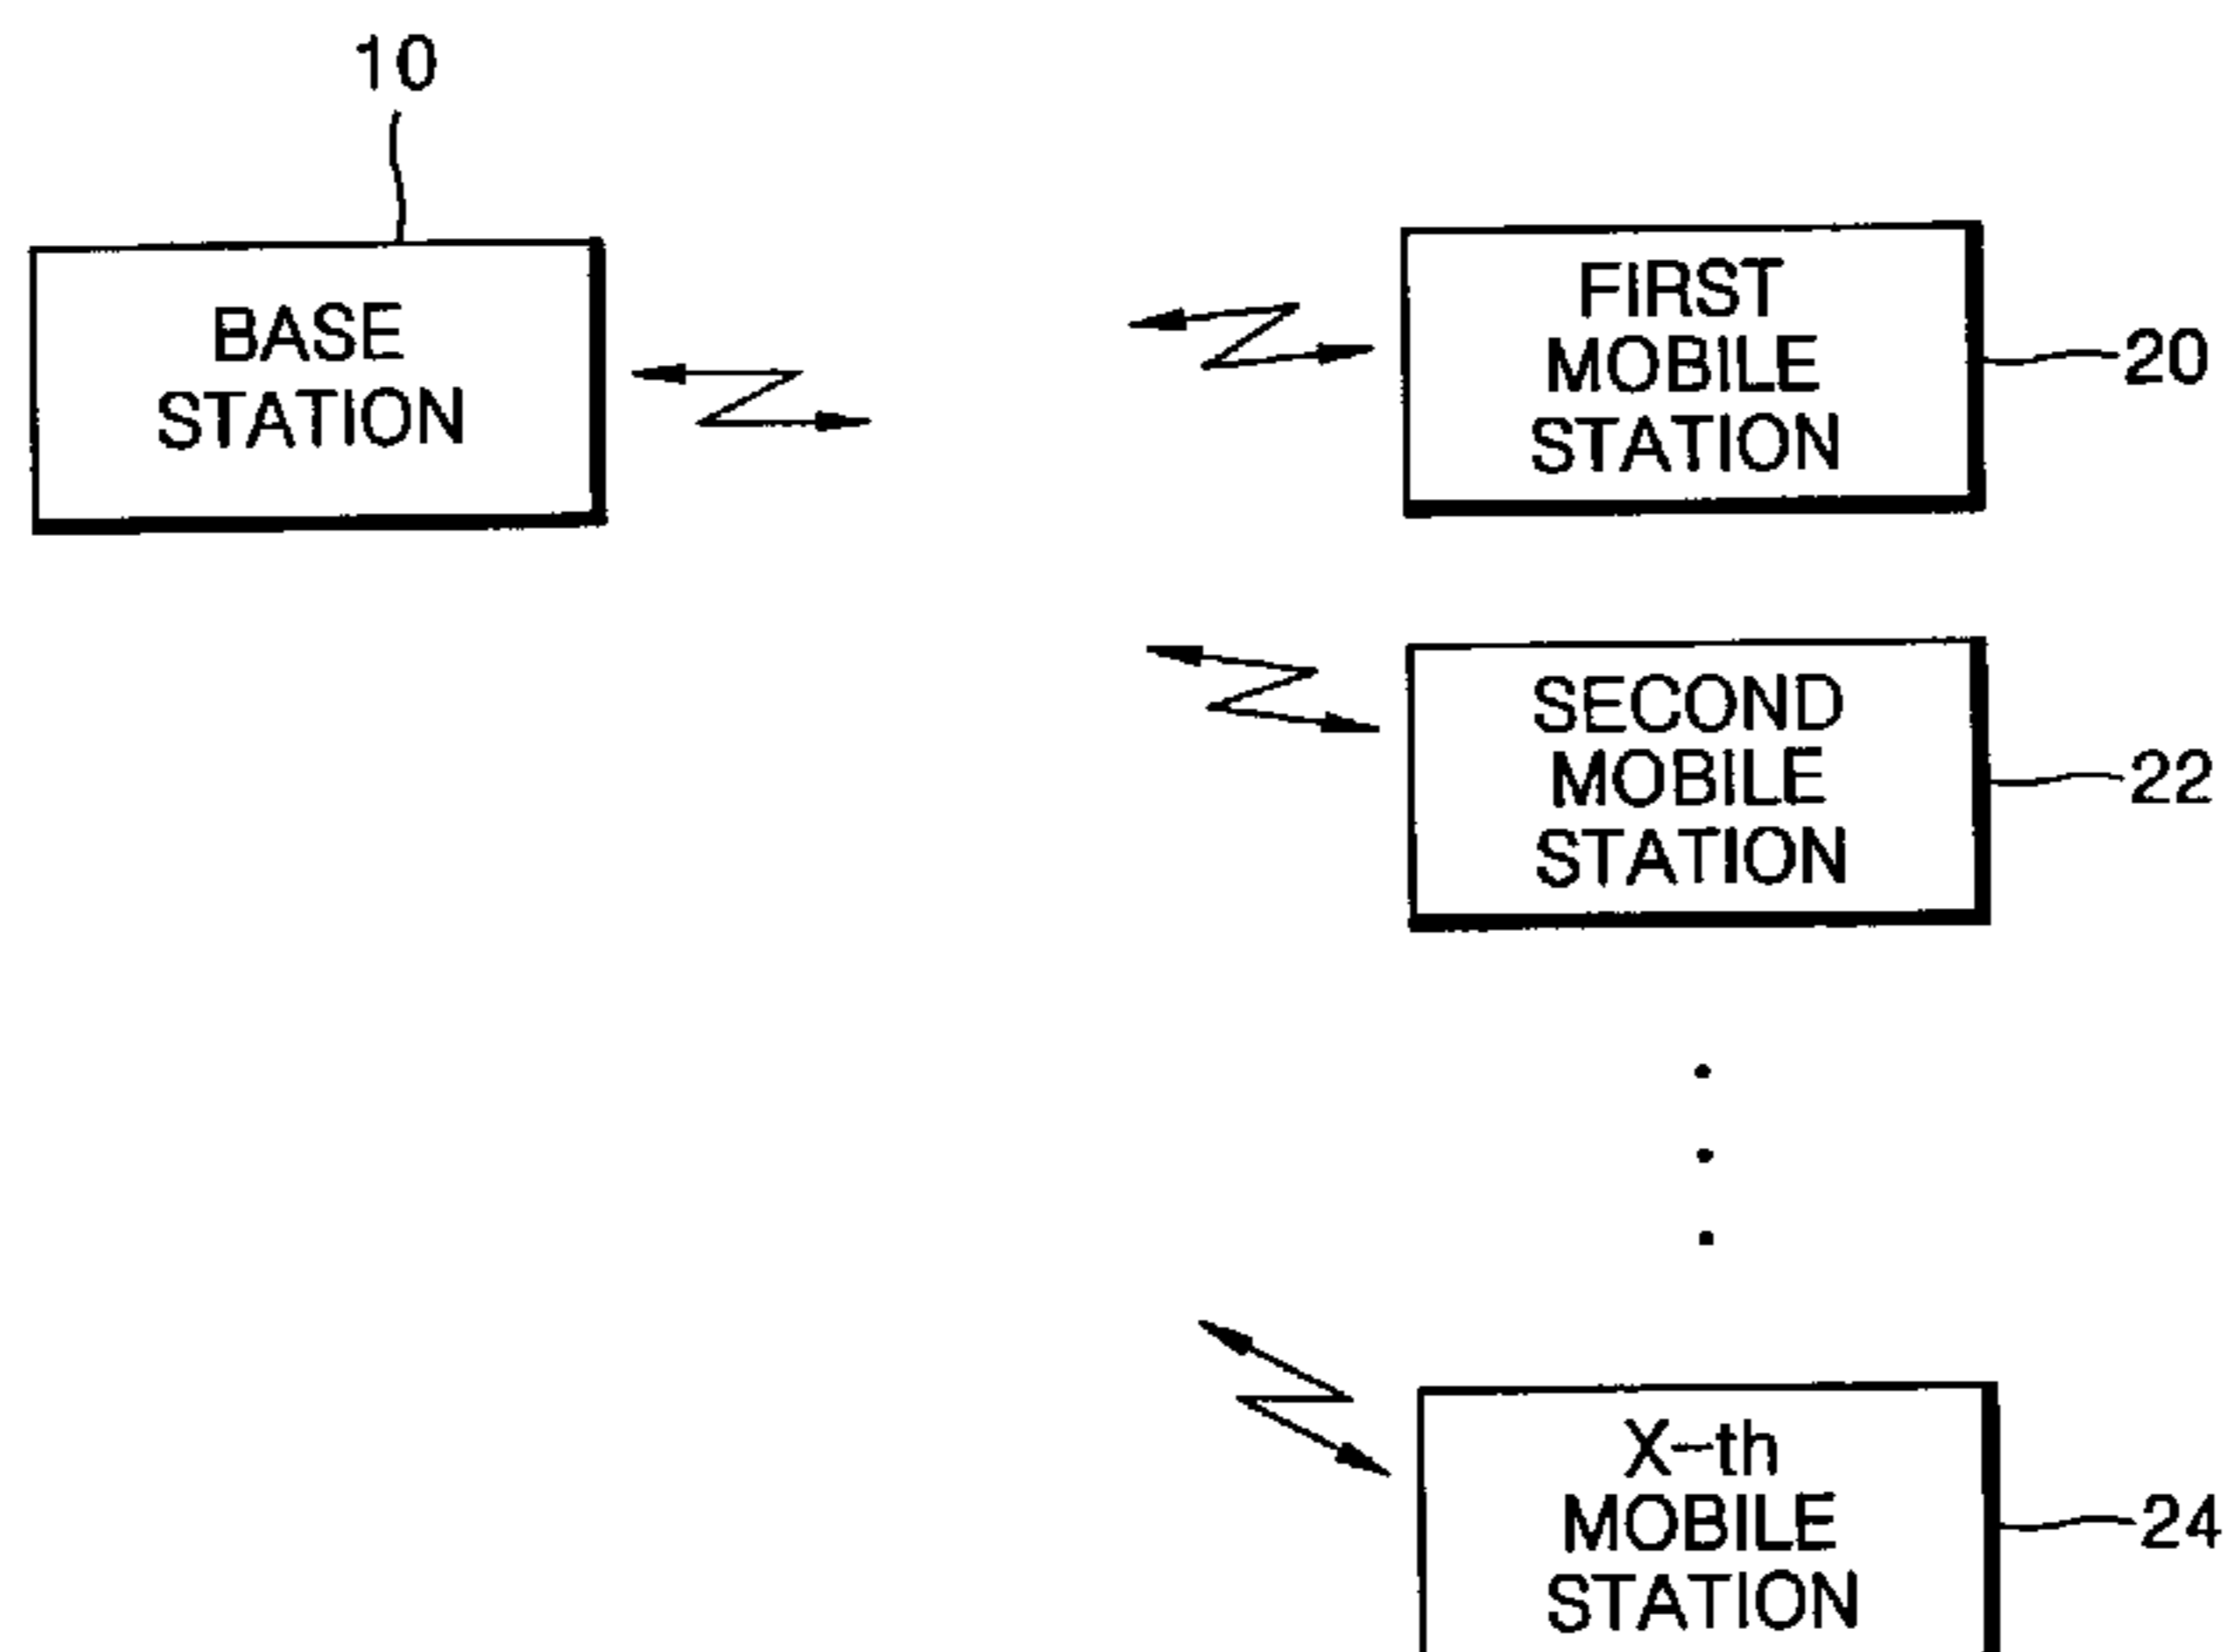 10
BASE
STATION
FIRST
MOBILE
STATION
20
SECOND
MOBILE
STATION
22
X-th
MOBILE
STATION
24